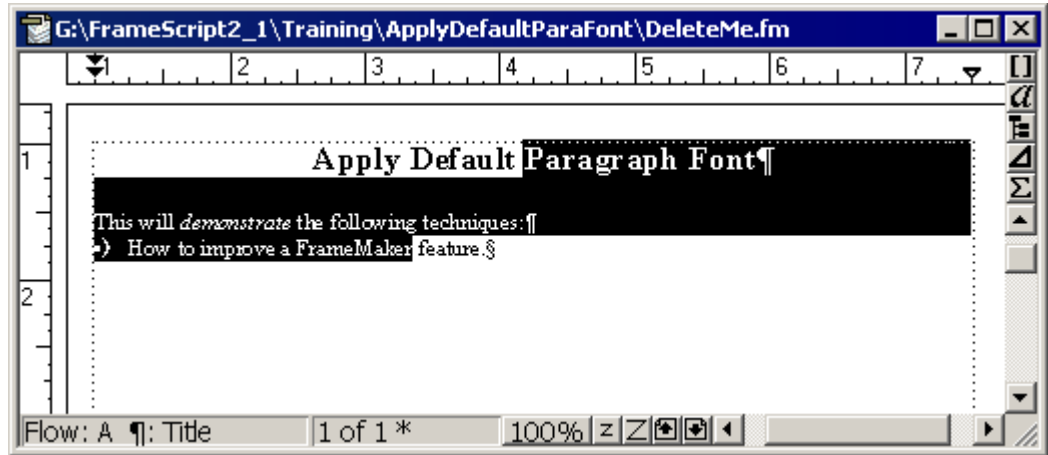 G:\FrameScript2_1\Training\ApplyDefaultParaFont\DeleteMe.fm
1 2 3 4 5 6 7
1
Apply Default Paragraph Font¶
This will demonstrate the following techniques:¶
•) How to improve a FrameMaker feature.§
2
Flow: A ¶: Title 1 of 1 * 100% z Z